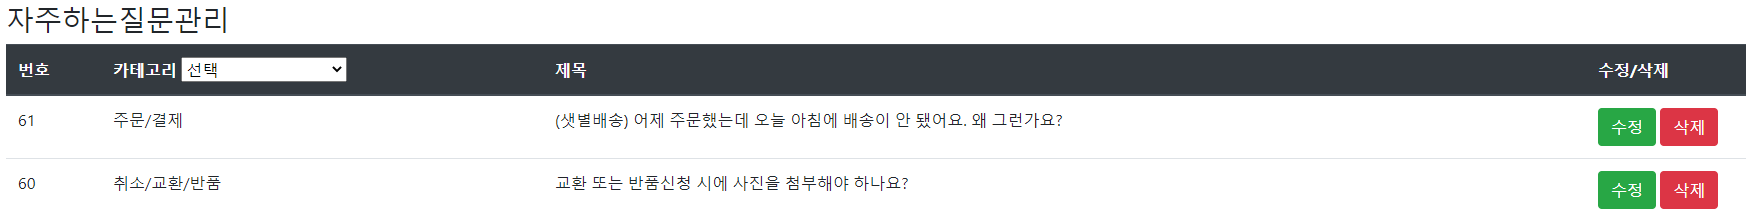 자주하는질문관리
번호 카테고리 선택 제목 수정/삭제
61 주문/결제 (샛별배송) 어제 주문했는데 오늘 아침에 배송이 안 됐어요. 왜 그런가요? 수정 삭제
60 취소/교환/반품 교환 또는 반품신청 시에 사진을 첨부해야 하나요? 수정 삭제